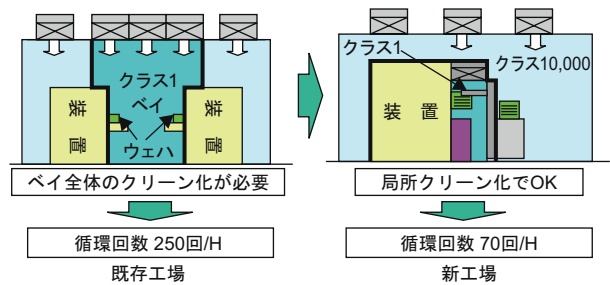 クラス1
ベイ
装置
装置
ウェハ
ベイ全体のクリーン化が必要
循環回数 250回/H
既存工場
クラス1
クラス10,000
装 置
局所クリーン化でOK
循環回数 70回/H
新工場